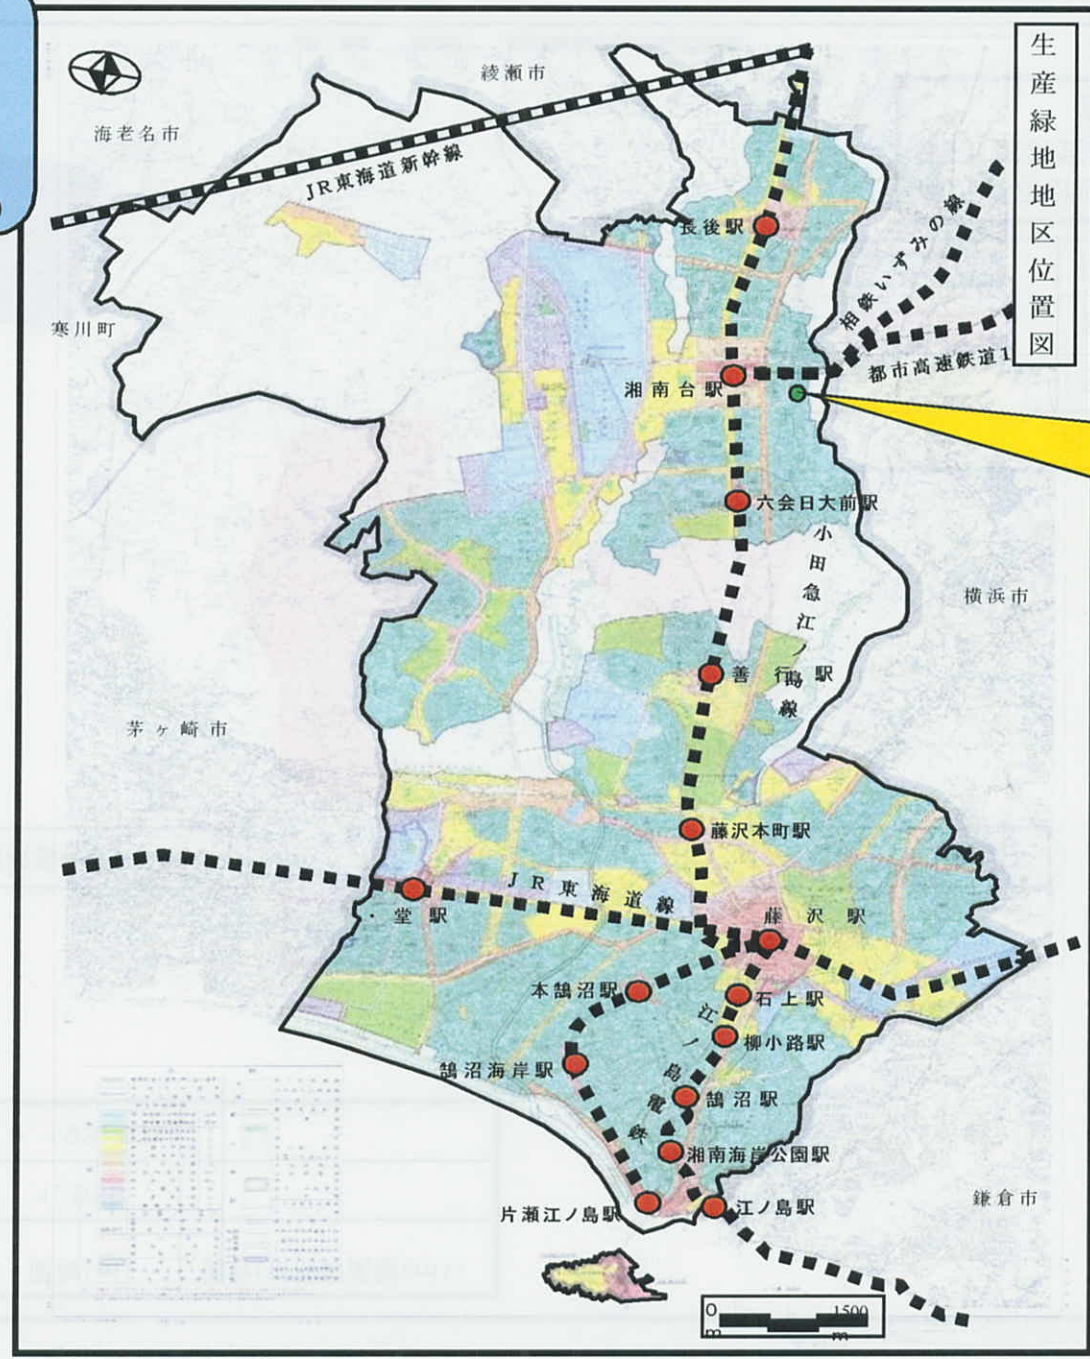 生産緑地地区位置図
綾瀬市
海老名市
JR東海道新幹線
長後駅
相鉄いずみの線
寒川町
都市高速鉄道1
湘南台駅
六会日大前駅
小田急江ノ島線
横浜市
善行駅
茅ヶ崎市
藤沢本町駅
JR東海道線
堂駅
藤沢駅
本鵠沼駅
石上駅
江ノ島電鉄
柳小路駅
鵠沼海岸駅
鵠沼駅
湘南海岸公園駅
片瀬江ノ島駅
江ノ島駅
鎌倉市
0m
1500m